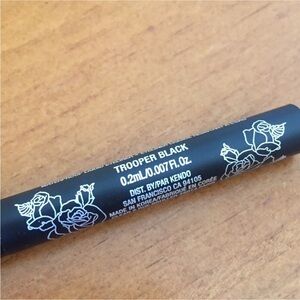 TROOPER BLACK
0.2mL/0.007FL.Oz.
DIST. BY/PAR KENDO
SAN FRANCISCO CA 94105
MADE IN KOREA/FABRIQUÉ EN CORÉE